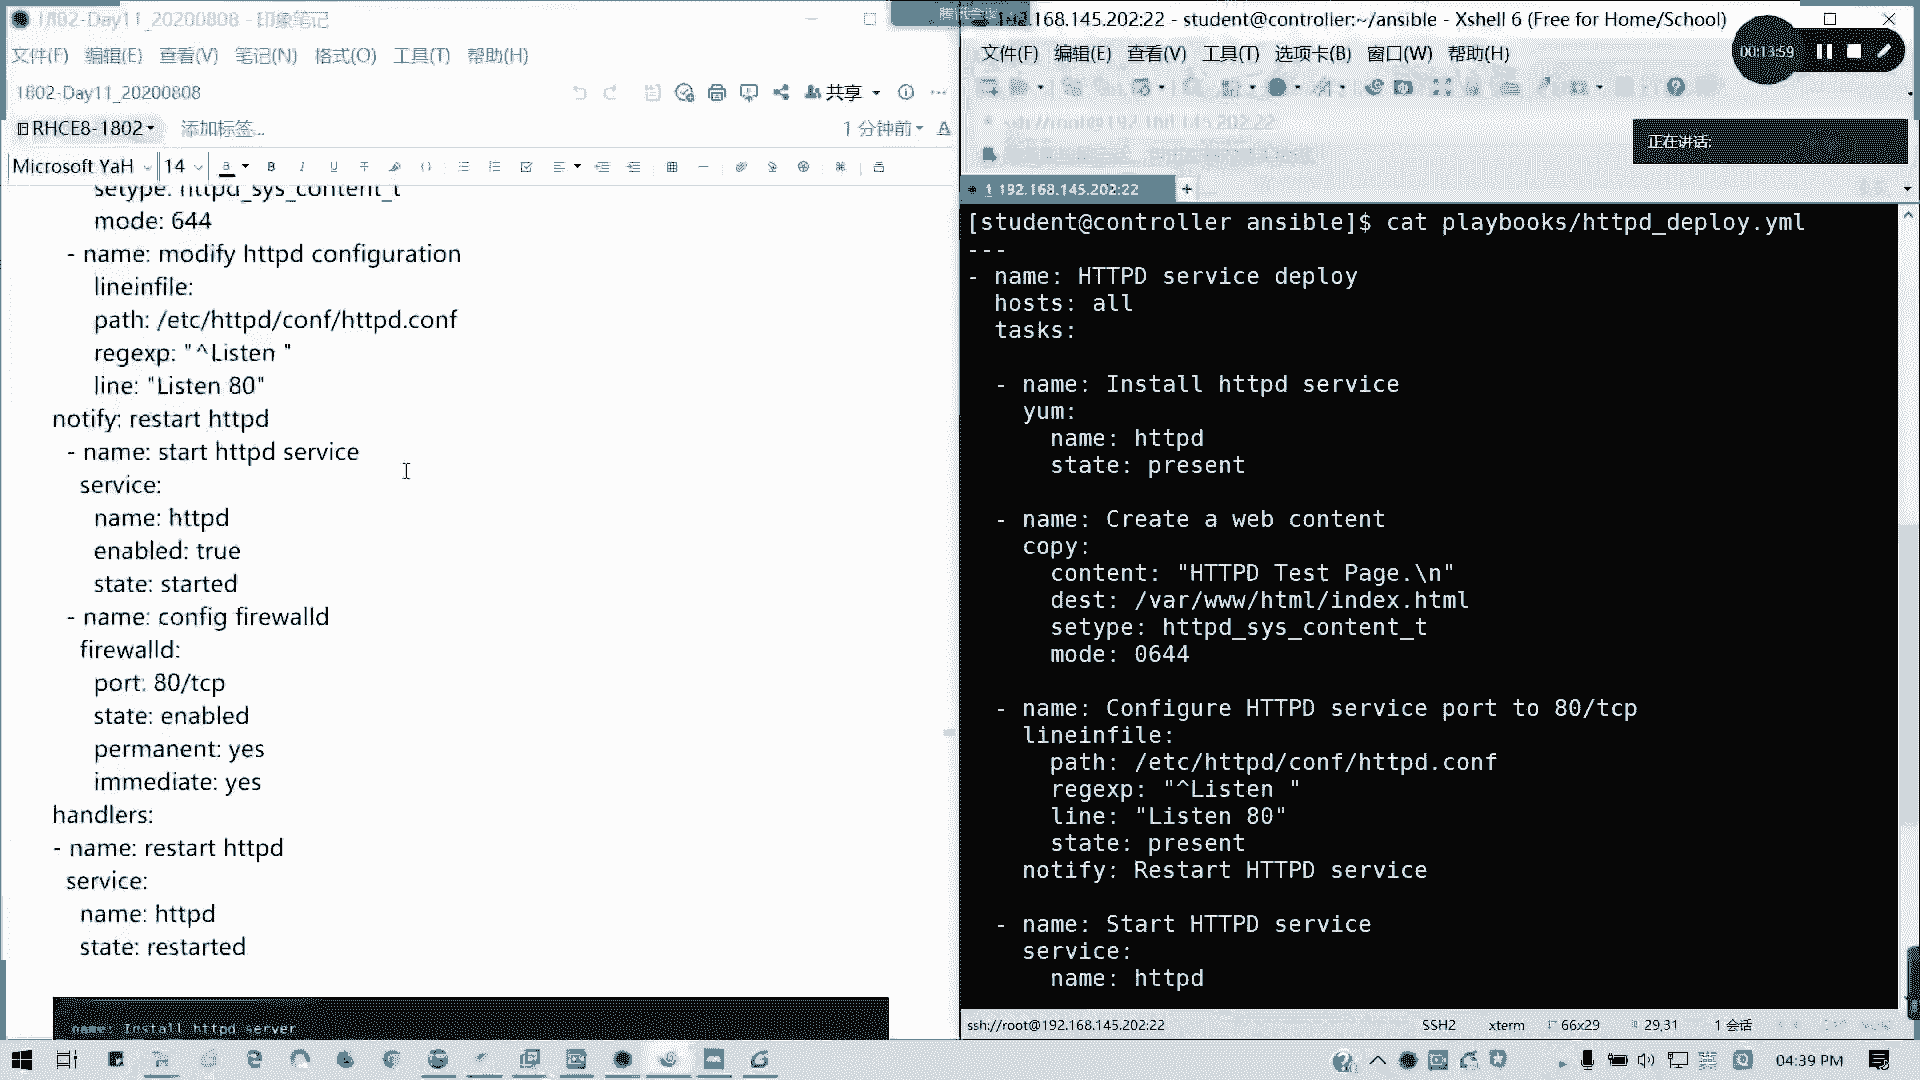 1802-Day11_20200808 - 印象笔记
文件(F) 编辑(E) 查看(V) 笔记(N) 格式(O) 工具(T) 帮助(H)
1802-Day11_20200808
共享
RHCE8-1802
添加标签...
1 分钟前
Microsoft YaH
14
setype: httpd_sys_content_t
mode: 644
- name: modify httpd configuration
lineinfile:
path: /etc/httpd/conf/httpd.conf
regexp: "^Listen "
line: "Listen 80"
notify: restart httpd
- name: start httpd service
service:
name: httpd
enabled: true
state: started
- name: config firewalld
firewalld:
port: 80/tcp
state: enabled
permanent: yes
immediate: yes
handlers:
- name: restart httpd
service:
name: httpd
state: restarted
name: Install httpd server
.168.145.202:22 - student@controller:~/ansible - Xshell 6 (Free for Home/School)
文件(F) 编辑(E) 查看(V) 工具(T) 选项卡(B) 窗口(W) 帮助(H)
00:13:59
正在讲话:
1 192.168.145.202:22
[student@controller ansible]$ cat playbooks/httpd_deploy.yml
---
- name: HTTPD service deploy
hosts: all
tasks:
- name: Install httpd service
yum:
name: httpd
state: present
- name: Create a web content
copy:
content: "HTTPD Test Page.\n"
dest: /var/www/html/index.html
setype: httpd_sys_content_t
mode: 0644
- name: Configure HTTPD service port to 80/tcp
lineinfile:
path: /etc/httpd/conf/httpd.conf
regexp: "^Listen "
line: "Listen 80"
state: present
notify: Restart HTTPD service
- name: Start HTTPD service
service:
name: httpd
ssh://root@192.168.145.202:22
SSH2
xterm
66x29
29,31
1 会话
04:39 PM